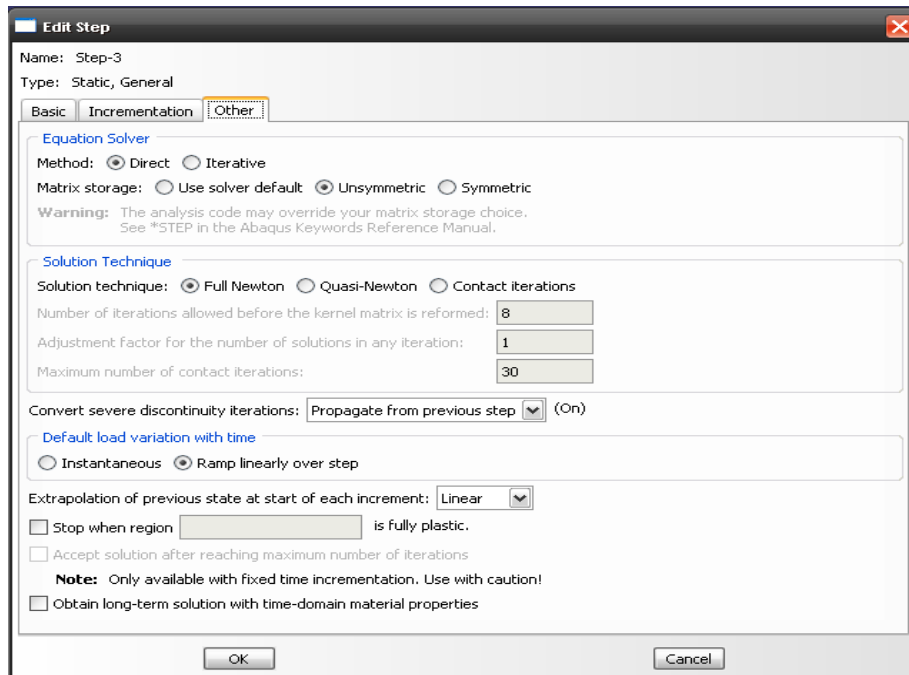 Edit Step
Name: Step-3
Type: Static, General
Basic Incrementation Other
Equation Solver
Method: Direct Iterative
Matrix storage: Use solver default Unsymmetric Symmetric
Warning: The analysis code may override your matrix storage choice.
See *STEP in the Abaqus Keywords Reference Manual.
Solution Technique
Solution technique: Full Newton Quasi-Newton Contact iterations
Number of iterations allowed before the kernel matrix is reformed: 8
Adjustment factor for the number of solutions in any iteration: 1
Maximum number of contact iterations: 30
Convert severe discontinuity iterations: Propagate from previous step (On)
Default load variation with time
Instantaneous Ramp linearly over step
Extrapolation of previous state at start of each increment: Linear
Stop when region is fully plastic.
Accept solution after reaching maximum number of iterations
Note: Only available with fixed time incrementation. Use with caution!
Obtain long-term solution with time-domain material properties
OK Cancel